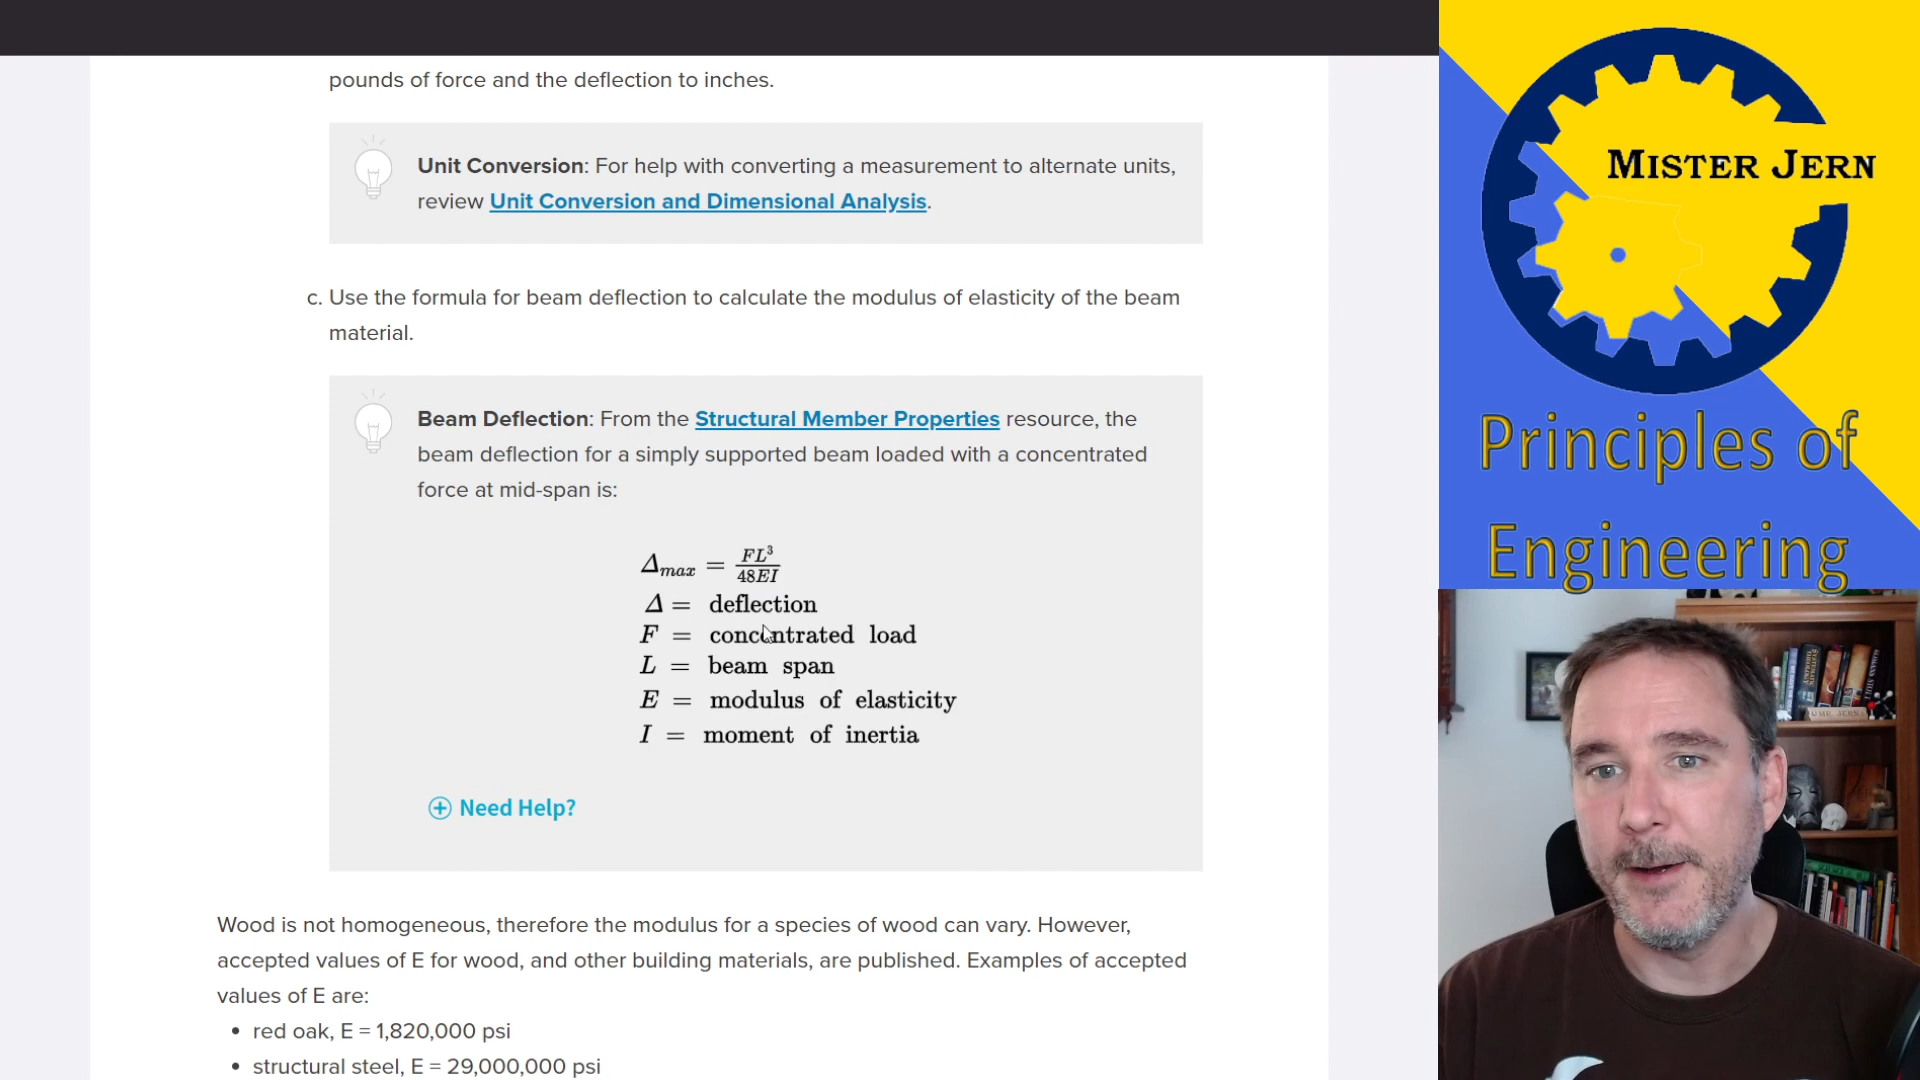 pounds of force and the deflection to inches.
Unit Conversion: For help with converting a measurement to alternate units,
review Unit Conversion and Dimensional Analysis.
c. Use the formula for beam deflection to calculate the modulus of elasticity of the beam
material.
Beam Deflection: From the Structural Member Properties resource, the
beam deflection for a simply supported beam loaded with a concentrated
force at mid-span is:
Δmax = FL³/48EI
Δ = deflection
F = concentrated load
L = beam span
E = modulus of elasticity
I = moment of inertia
Need Help?
Wood is not homogeneous, therefore the modulus for a species of wood can vary. However,
accepted values of E for wood, and other building materials, are published. Examples of accepted
values of E are:
• red oak, E = 1,820,000 psi
• structural steel, E = 29,000,000 psi
MISTER JERN
Principles of
Engineering